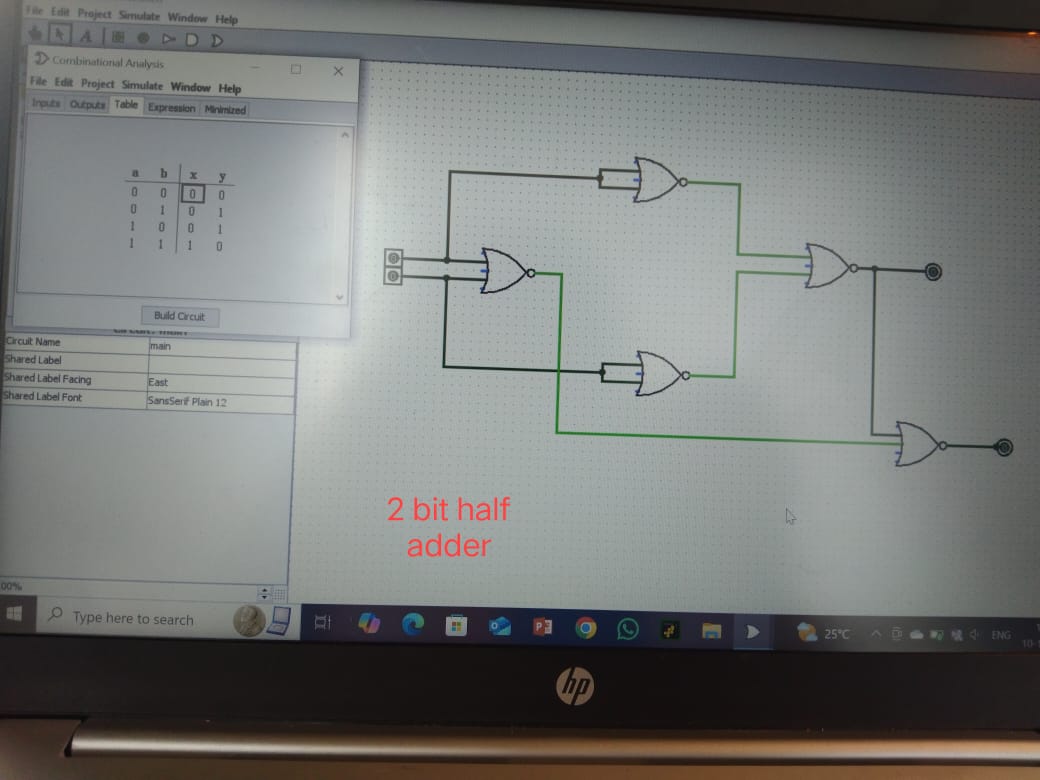 File Edit Project Simulate Window Help
A
Combinational Analysis
File Edit Project Simulate Window Help
Inputs Outputs Table Expression Minimized
a b x y
0 0 0 0
0 1 0 1
1 0 0 1
1 1 1 0
Build Circuit
Circuit Name main
Shared Label
Shared Label Facing East
Shared Label Font SansSerif Plain 12
0
0
2 bit half
adder
00%
Type here to search
25°C
ENG
hp